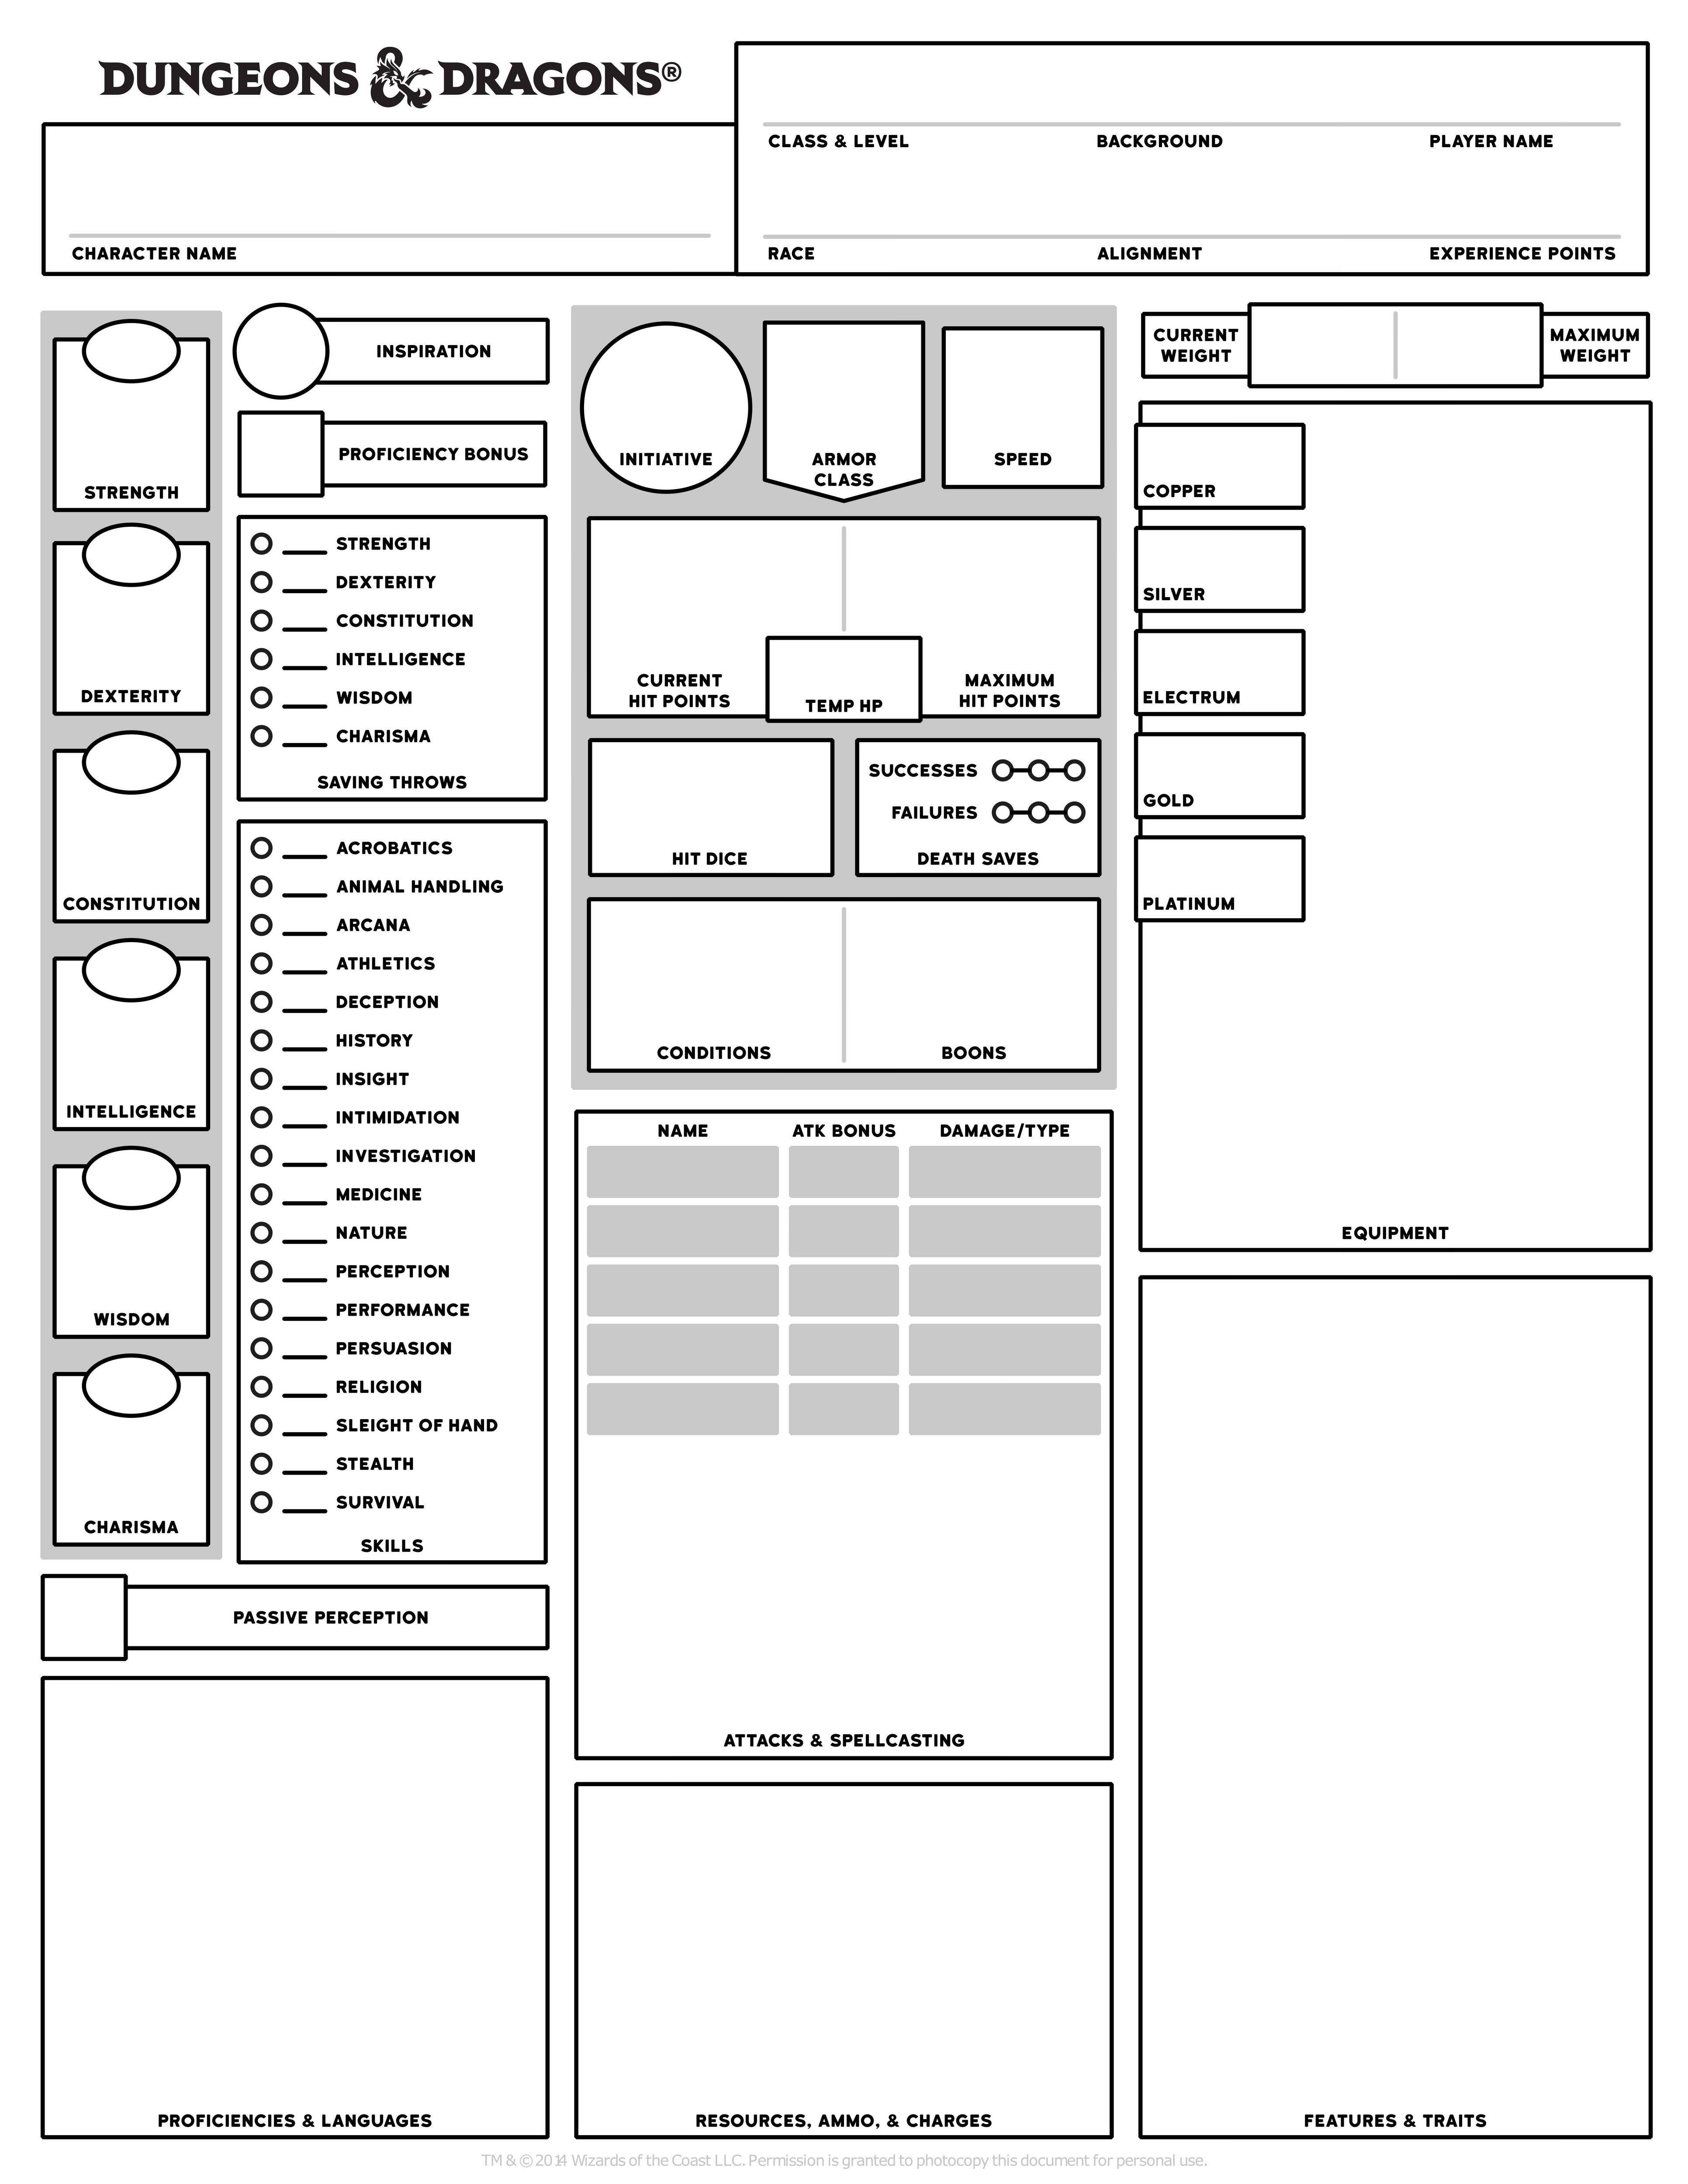 DUNGEONS & DRAGONS®
CLASS & LEVEL BACKGROUND PLAYER NAME
CHARACTER NAME
RACE ALIGNMENT EXPERIENCE POINTS
STRENGTH
DEXTERITY
CONSTITUTION
INTELLIGENCE
WISDOM
CHARISMA
INSPIRATION
PROFICIENCY BONUS
STRENGTH
DEXTERITY
CONSTITUTION
INTELLIGENCE
WISDOM
CHARISMA
SAVING THROWS
ACROBATICS
ANIMAL HANDLING
ARCANA
ATHLETICS
DECEPTION
HISTORY
INSIGHT
INTIMIDATION
INVESTIGATION
MEDICINE
NATURE
PERCEPTION
PERFORMANCE
PERSUASION
RELIGION
SLEIGHT OF HAND
STEALTH
SURVIVAL
SKILLS
PASSIVE PERCEPTION
PROFICIENCIES & LANGUAGES
INITIATIVE
ARMOR
CLASS
SPEED
CURRENT
HIT POINTS
TEMP HP
MAXIMUM
HIT POINTS
HIT DICE
SUCCESSES
FAILURES
DEATH SAVES
CONDITIONS
BOONS
NAME ATK BONUS DAMAGE/TYPE
ATTACKS & SPELLCASTING
RESOURCES, AMMO, & CHARGES
CURRENT
WEIGHT
MAXIMUM
WEIGHT
COPPER
SILVER
ELECTRUM
GOLD
PLATINUM
EQUIPMENT
FEATURES & TRAITS
TM & © 2014 Wizards of the Coast LLC. Permission is granted to photocopy this document for personal use.